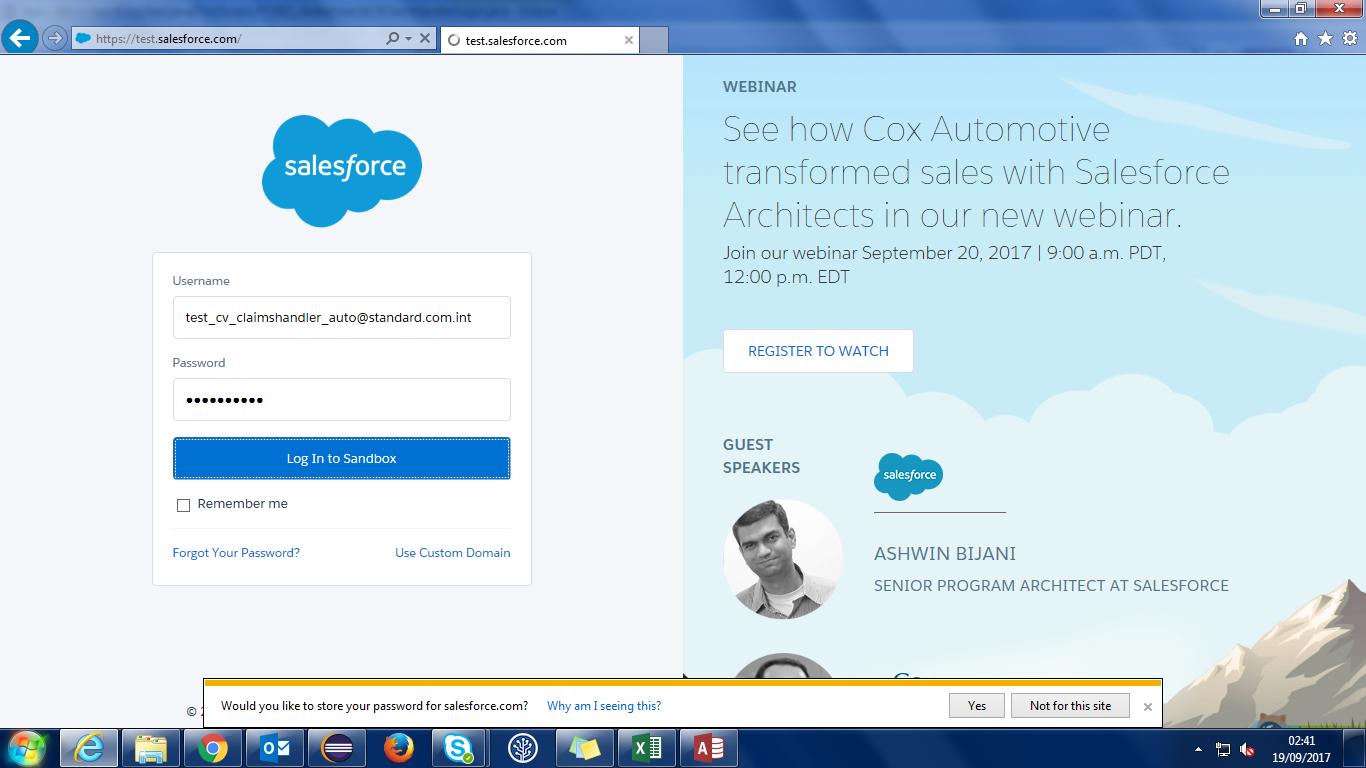 https://test.salesforce.com/
test.salesforce.com
salesforce
Username
test_cv_claimshandler_auto@standard.com.int
Password
Log In to Sandbox
Remember me
Forgot Your Password?
Use Custom Domain
WEBINAR
See how Cox Automotive
transformed sales with Salesforce
Architects in our new webinar.
Join our webinar September 20, 2017 | 9:00 a.m. PDT,
12:00 p.m. EDT
REGISTER TO WATCH
GUEST
SPEAKERS
salesforce
ASHWIN BIJANI
SENIOR PROGRAM ARCHITECT AT SALESFORCE
Would you like to store your password for salesforce.com?
Why am I seeing this?
Yes
Not for this site
02:41
19/09/2017